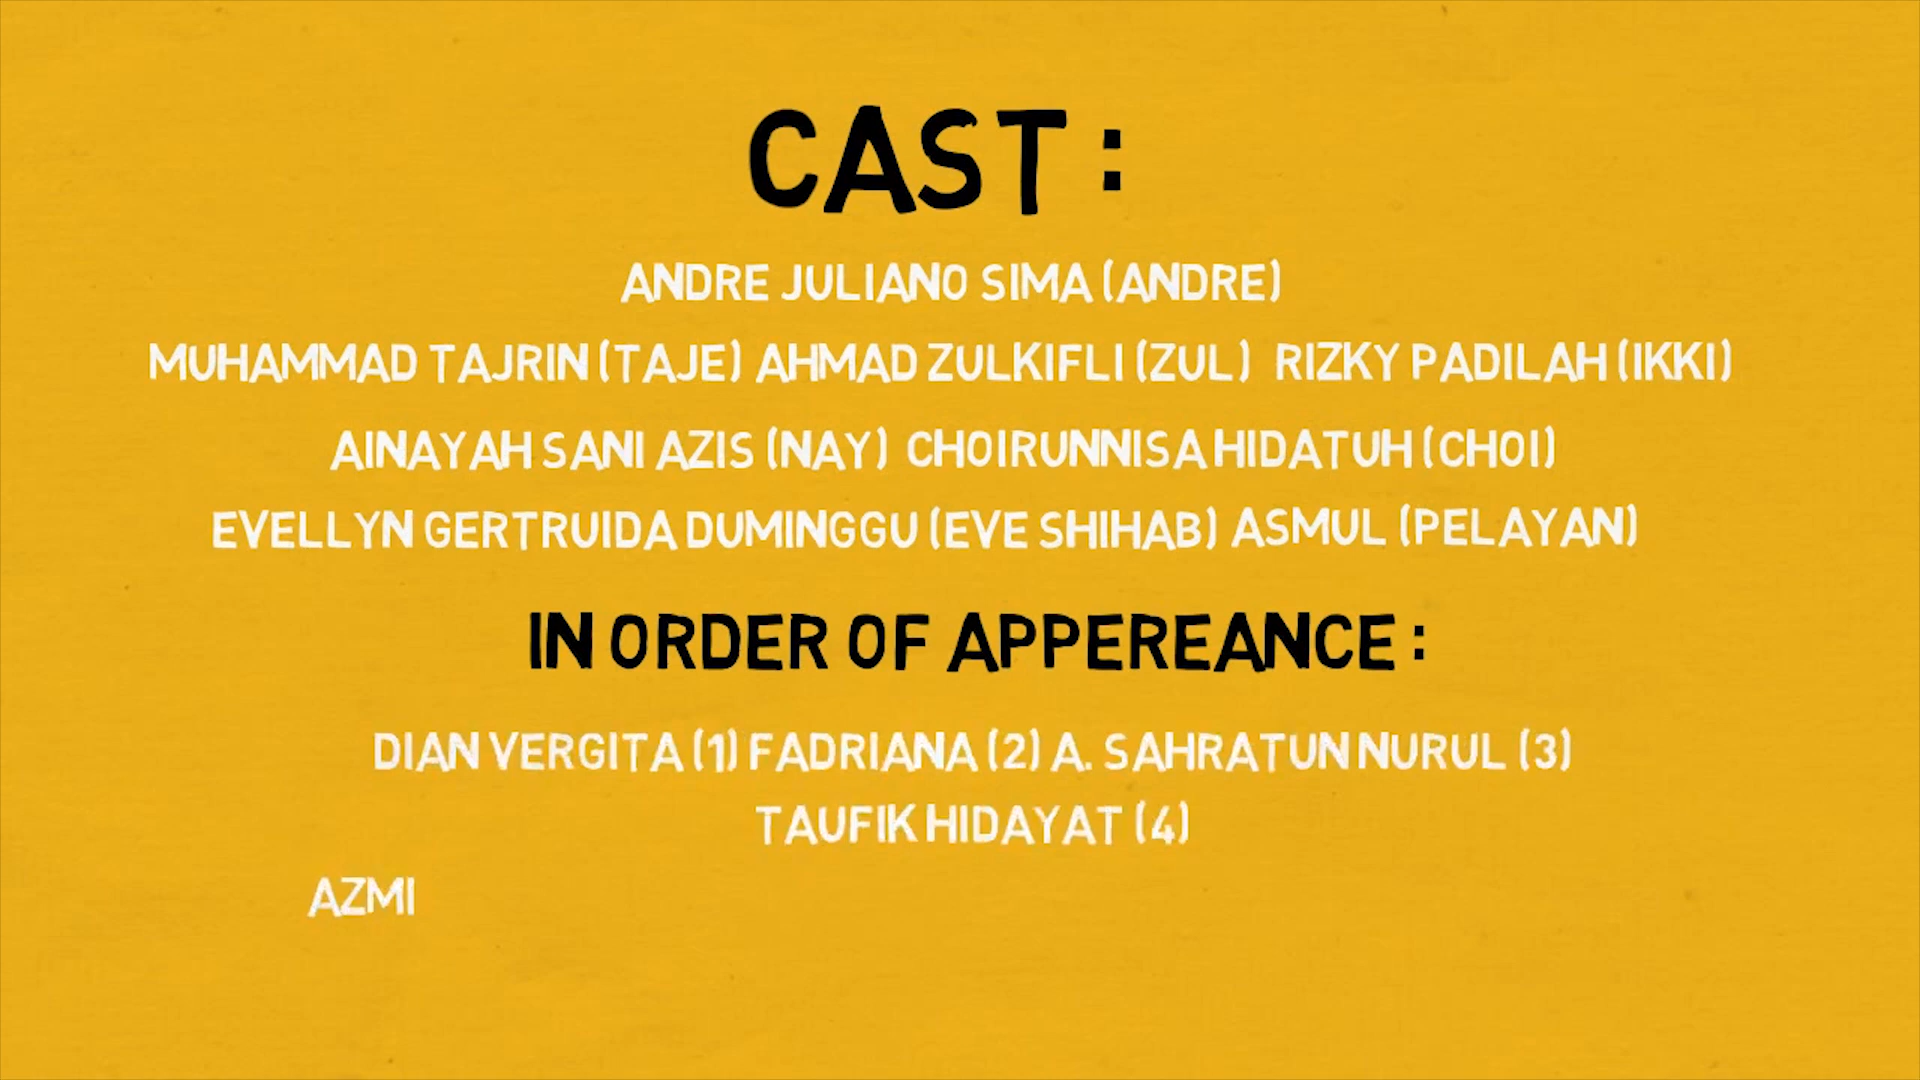 CAST :
ANDRE JULIANO SIMA (ANDRE)
MUHAMMAD TAJRIN (TAJE) AHMAD ZULKIFLI (ZUL) RIZKY PADILAH (IKKI)
AINAYAH SANI AZIS (NAY) CHOIRUNNISA HIDATUH (CHOI)
EVELLYN GERTRUIDA DUMINGGU (EVE SHIHAB) ASMUL (PELAYAN)
IN ORDER OF APPEREANCE :
DIAN VERGITA (1) FADRIANA (2) A. SAHRATUN NURUL (3)
TAUFIK HIDAYAT (4)
AZMI